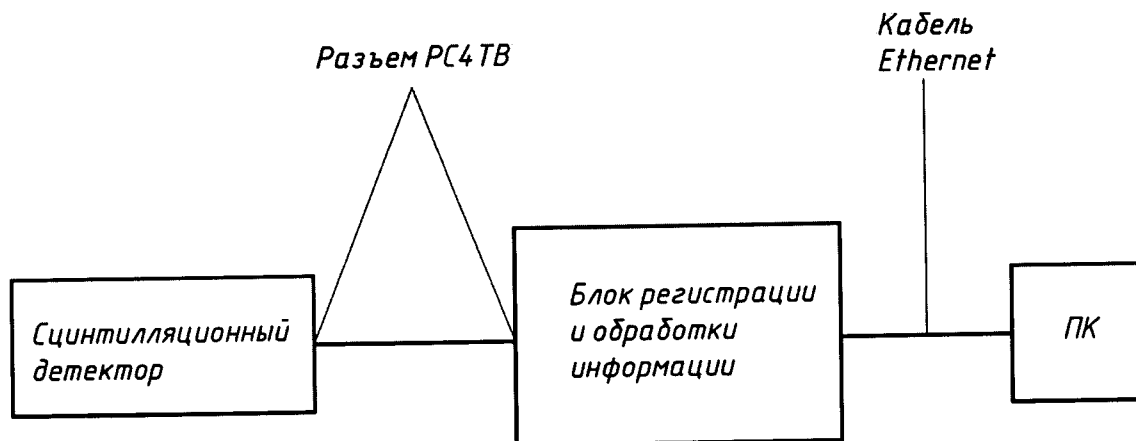 Разъем РС4ТВ
Кабель
Ethernet
Сцинтилляционный
детектор
Блок регистрации
и обработки
информации
ПК